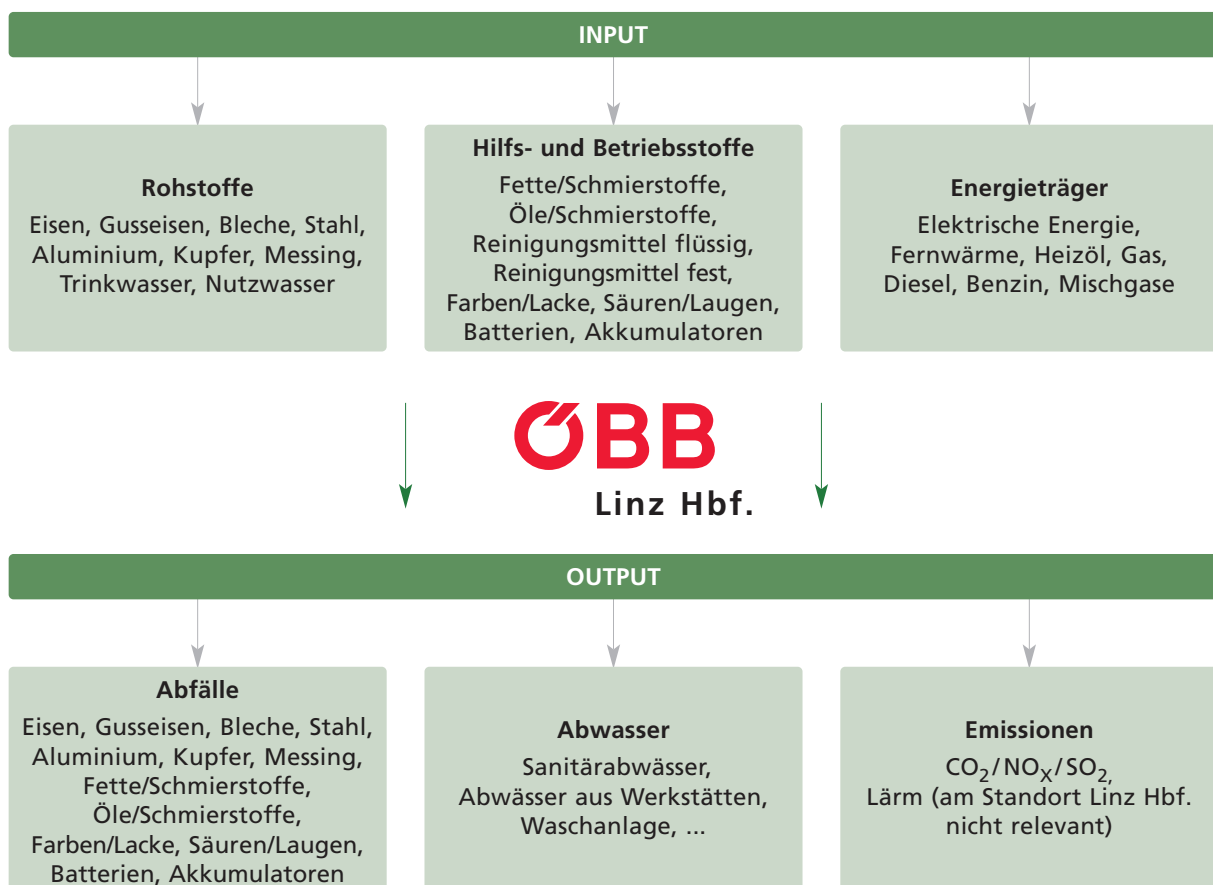 INPUT
Rohstoffe
Eisen, Gusseisen, Bleche, Stahl,
Aluminium, Kupfer, Messing,
Trinkwasser, Nutzwasser
Hilfs- und Betriebsstoffe
Fette/Schmierstoffe,
Öle/Schmierstoffe,
Reinigungsmittel flüssig,
Reinigungsmittel fest,
Farben/Lacke, Säuren/Laugen,
Batterien, Akkumulatoren
Energieträger
Elektrische Energie,
Fernwärme, Heizöl, Gas,
Diesel, Benzin, Mischgase
ÖBB
Linz Hbf.
OUTPUT
Abfälle
Eisen, Gusseisen, Bleche, Stahl,
Aluminium, Kupfer, Messing,
Fette/Schmierstoffe,
Öle/Schmierstoffe,
Farben/Lacke, Säuren/Laugen,
Batterien, Akkumulatoren
Abwasser
Sanitärabwässer,
Abwässer aus Werkstätten,
Waschanlage, ...
Emissionen
CO₂/NOₓ/SO₂,
Lärm (am Standort Linz Hbf.
nicht relevant)